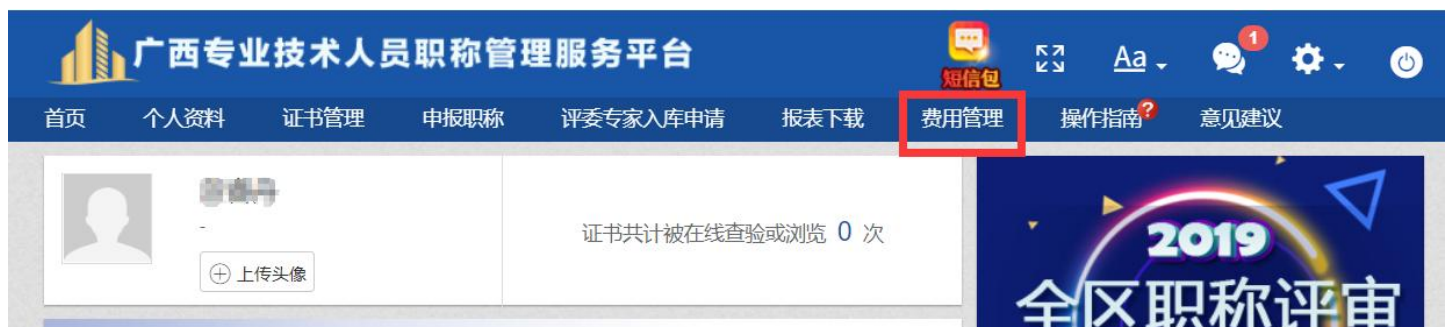 广西专业技术人员职称管理服务平台
短信包
Aa
1
首页 个人资料 证书管理 申报职称 评委专家入库申请 报表下载 费用管理 操作指南 ? 意见建议
-
证书共计被在线查验或浏览 0 次
上传头像
2019
全区职称评审